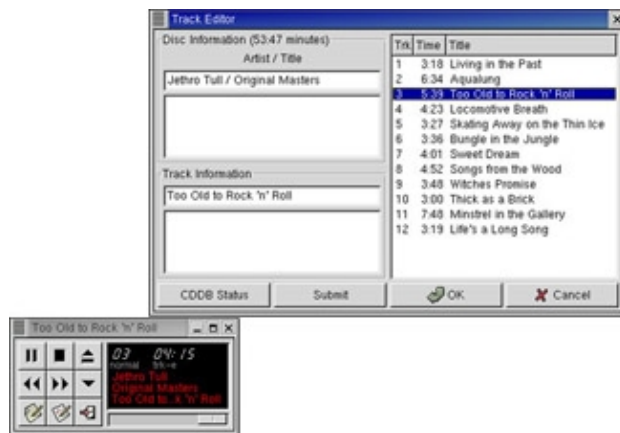 Track Editor
Disc Information (53:47 minutes)
Artist / Title
Jethro Tull / Original Masters
Track Information
Too Old to Rock 'n' Roll
Trk Time Title
1 3:18 Living in the Past
2 6:34 Aqualung
3 5:39 Too Old to Rock 'n' Roll
4 4:23 Locomotive Breath
5 3:27 Skating Away on the Thin Ice
6 3:36 Bungle in the Jungle
7 4:01 Sweet Dream
8 4:52 Songs from the Wood
9 3:48 Witches Promise
10 3:00 Thick as a Brick
11 7:48 Minstrel in the Gallery
12 3:19 Life's a Long Song
CDDB Status Submit OK Cancel
Too Old to Rock 'n' Roll
03 04:15
normal trk-e
Jethro Tull
Original Masters
Too Old to..k 'n' Roll